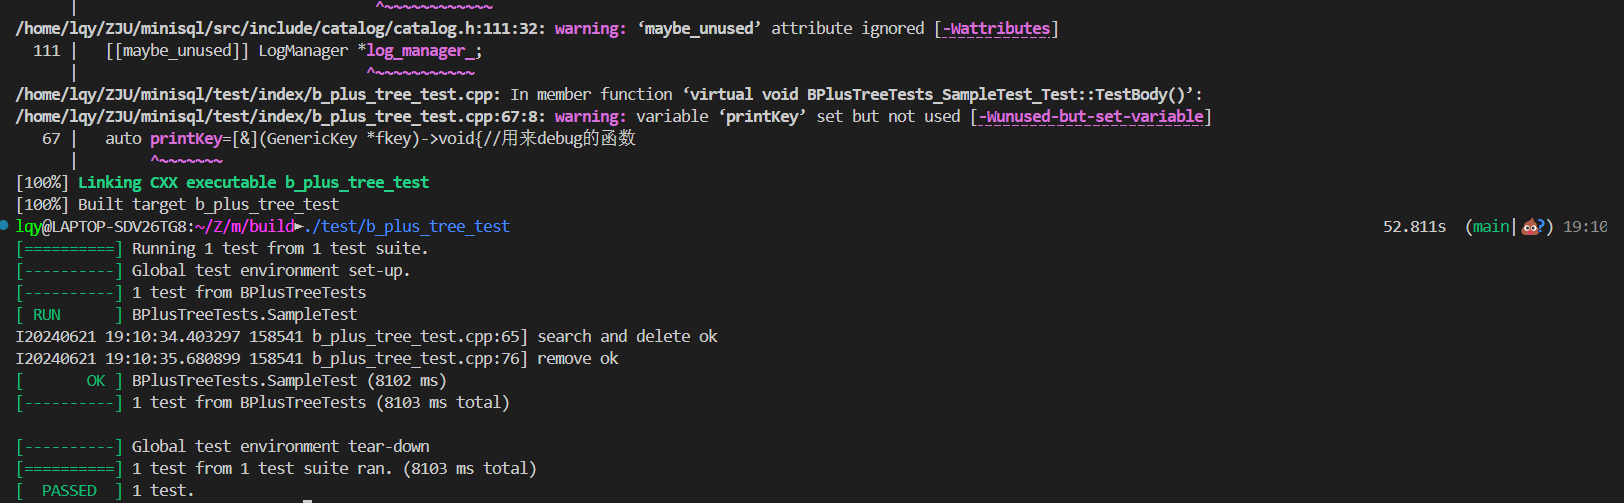 |                                  ^~~~~~~~~~~~~
/home/lqy/ZJU/minisql/src/include/catalog/catalog.h:111:32: warning: ‘maybe_unused’ attribute ignored [-Wattributes]
111 |   [[maybe_unused]] LogManager *log_manager_;
|                                 ^~~~~~~~~~~~
/home/lqy/ZJU/minisql/test/index/b_plus_tree_test.cpp: In member function ‘virtual void BPlusTreeTests_SampleTest_Test::TestBody()’:
/home/lqy/ZJU/minisql/test/index/b_plus_tree_test.cpp:67:8: warning: variable ‘printKey’ set but not used [-Wunused-but-set-variable]
67 |   auto printKey=[&](GenericKey *fkey)->void{//用来debug的函数
|        ^~~~~~~~
[100%] Linking CXX executable b_plus_tree_test
[100%] Built target b_plus_tree_test
lqy@LAPTOP-SDV26TG8:~/Z/m/build►./test/b_plus_tree_test 52.811s (main|💩?) 19:10
[==========] Running 1 test from 1 test suite.
[----------] Global test environment set-up.
[----------] 1 test from BPlusTreeTests
[ RUN      ] BPlusTreeTests.SampleTest
I20240621 19:10:34.403297 158541 b_plus_tree_test.cpp:65] search and delete ok
I20240621 19:10:35.680899 158541 b_plus_tree_test.cpp:76] remove ok
[       OK ] BPlusTreeTests.SampleTest (8102 ms)
[----------] 1 test from BPlusTreeTests (8103 ms total)
[----------] Global test environment tear-down
[==========] 1 test from 1 test suite ran. (8103 ms total)
[  PASSED  ] 1 test.